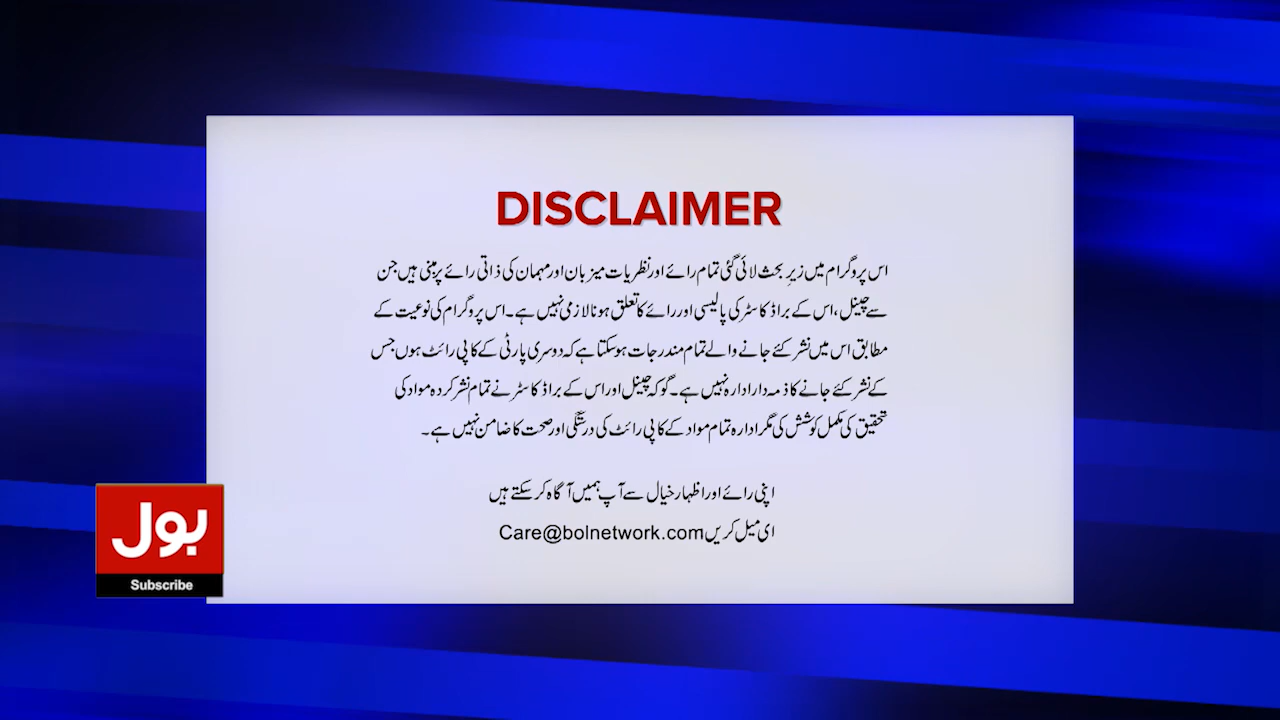 DISCLAIMER
اس پروگرام میں زیرِ بحث لائی گئی تمام رائے اور نظریات میزبان اور مہمان کی ذاتی رائے پر مبنی ہیں جن
سے چینل، اس کے براڈ کاسٹر کی پالیسی اور رائے کا تعلق ہونا لازمی نہیں ہے۔ اس پروگرام کی نوعیت کے
مطابق اس میں نشر کئے جانے والے تمام مندرجات ہو سکتا ہے کہ دوسری پارٹی کے کاپی رائٹ ہوں جس
کے نشر کئے جانے کا ذمہ دار ادارہ نہیں ہے۔ گو کہ چینل اور اس کے براڈ کاسٹر نے تمام نشر کردہ مواد کی
تحقیق کی مکمل کوشش کی مگر ادارہ تمام مواد کے کاپی رائٹ کی درستگی اور صحت کا ضامن نہیں ہے۔
اپنی رائے اور اظہار خیال سے آپ ہمیں آگاہ کر سکتے ہیں
ای میل کریں Care@bolnetwork.com
بول
Subscribe